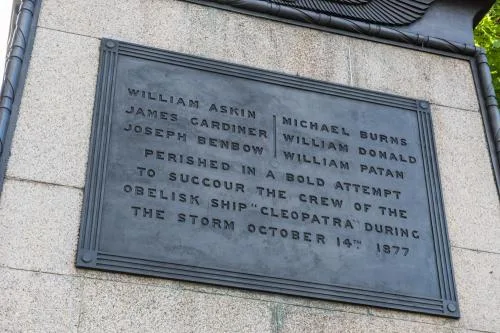 WILLIAM ASKIN
JAMES GARDINER
JOSEPH BENBOW
MICHAEL BURNS
WILLIAM DONALD
WILLIAM PATAN
PERISHED IN A BOLD ATTEMPT
TO SUCCOUR THE CREW OF THE
OBELISK SHIP "CLEOPATRA" DURING
THE STORM OCTOBER 14TH 1877